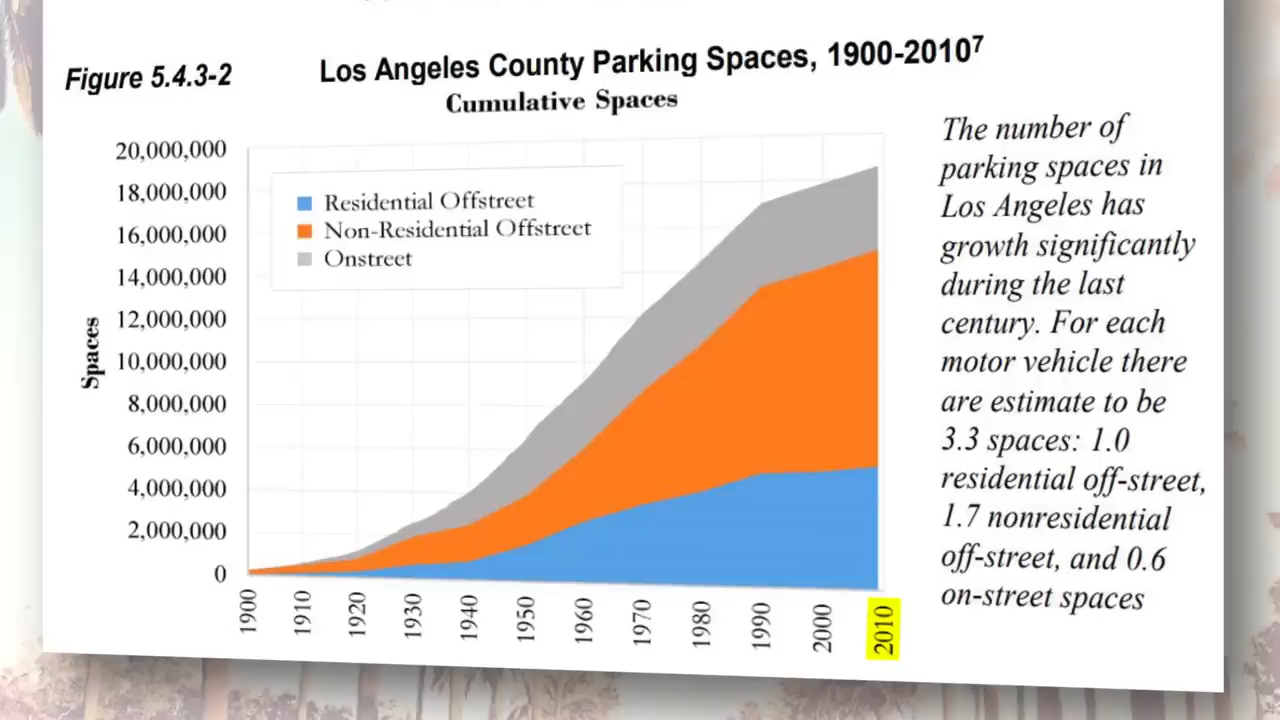 Figure 5.4.3-2
Los Angeles County Parking Spaces, 1900-2010⁷
Cumulative Spaces
20,000,000
18,000,000
16,000,000
14,000,000
12,000,000
10,000,000
8,000,000
6,000,000
4,000,000
2,000,000
0
Spaces
Residential Offstreet
Non-Residential Offstreet
Onstreet
1900
1910
1920
1930
1940
1950
1960
1970
1980
1990
2000
2010
The number of
parking spaces in
Los Angeles has
growth significantly
during the last
century. For each
motor vehicle there
are estimate to be
3.3 spaces: 1.0
residential off-street,
1.7 nonresidential
off-street, and 0.6
on-street spaces